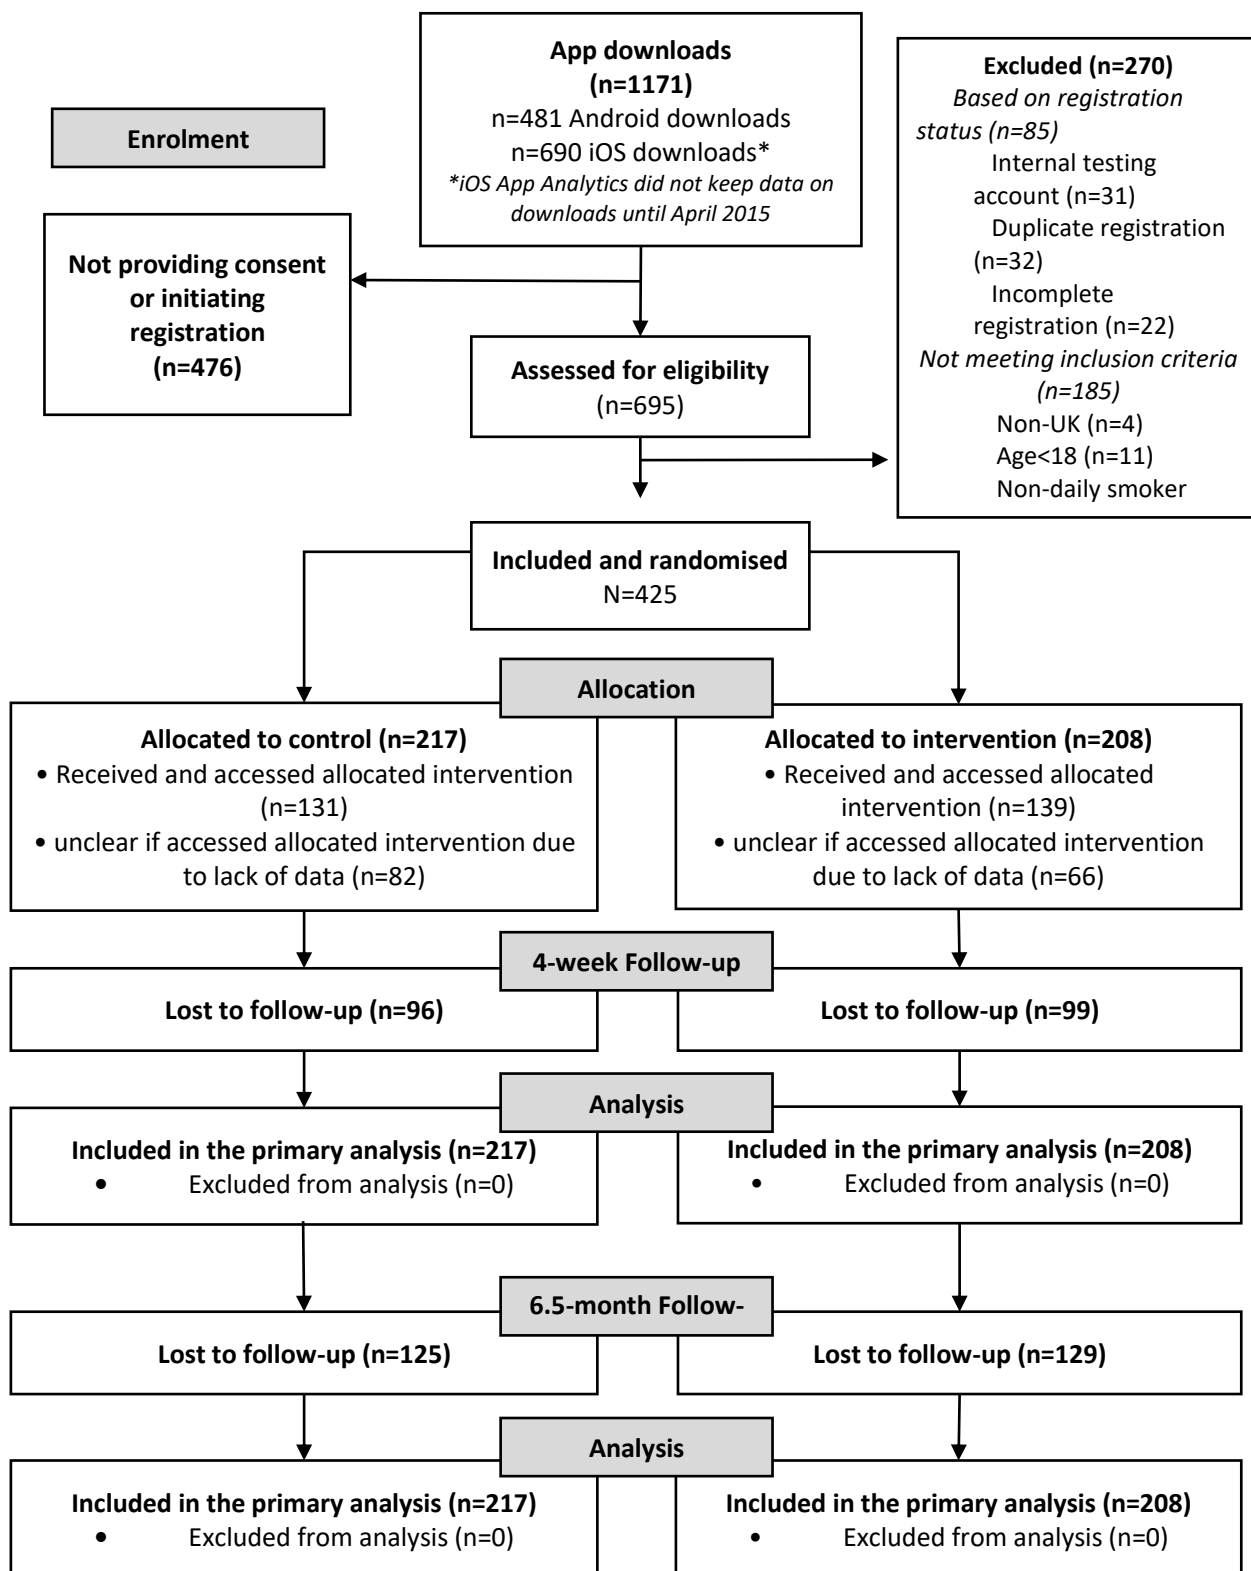 App downloads
(n=1171)
n=481 Android downloads
n=690 iOS downloads*
*iOS App Analytics did not keep data on
downloads until April 2015
Excluded (n=270)
Based on registration
status (n=85)
Internal testing
account (n=31)
Duplicate registration
(n=32)
Incomplete
registration (n=22)
Not meeting inclusion criteria
(n=185)
Non-UK (n=4)
Age<18 (n=11)
Non-daily smoker
Enrolment
Not providing consent
or initiating
registration
(n=476)
Assessed for eligibility
(n=695)
Included and randomised
N=425
Allocation
Allocated to control (n=217)
• Received and accessed allocated intervention
(n=131)
• unclear if accessed allocated intervention due
to lack of data (n=82)
Allocated to intervention (n=208)
• Received and accessed allocated
intervention (n=139)
• unclear if accessed allocated intervention
due to lack of data (n=66)
4-week Follow-up
Lost to follow-up (n=96)
Lost to follow-up (n=99)
Analysis
Included in the primary analysis (n=217)
• Excluded from analysis (n=0)
Included in the primary analysis (n=208)
• Excluded from analysis (n=0)
6.5-month Follow-
Lost to follow-up (n=125)
Lost to follow-up (n=129)
Analysis
Included in the primary analysis (n=217)
• Excluded from analysis (n=0)
Included in the primary analysis (n=208)
• Excluded from analysis (n=0)